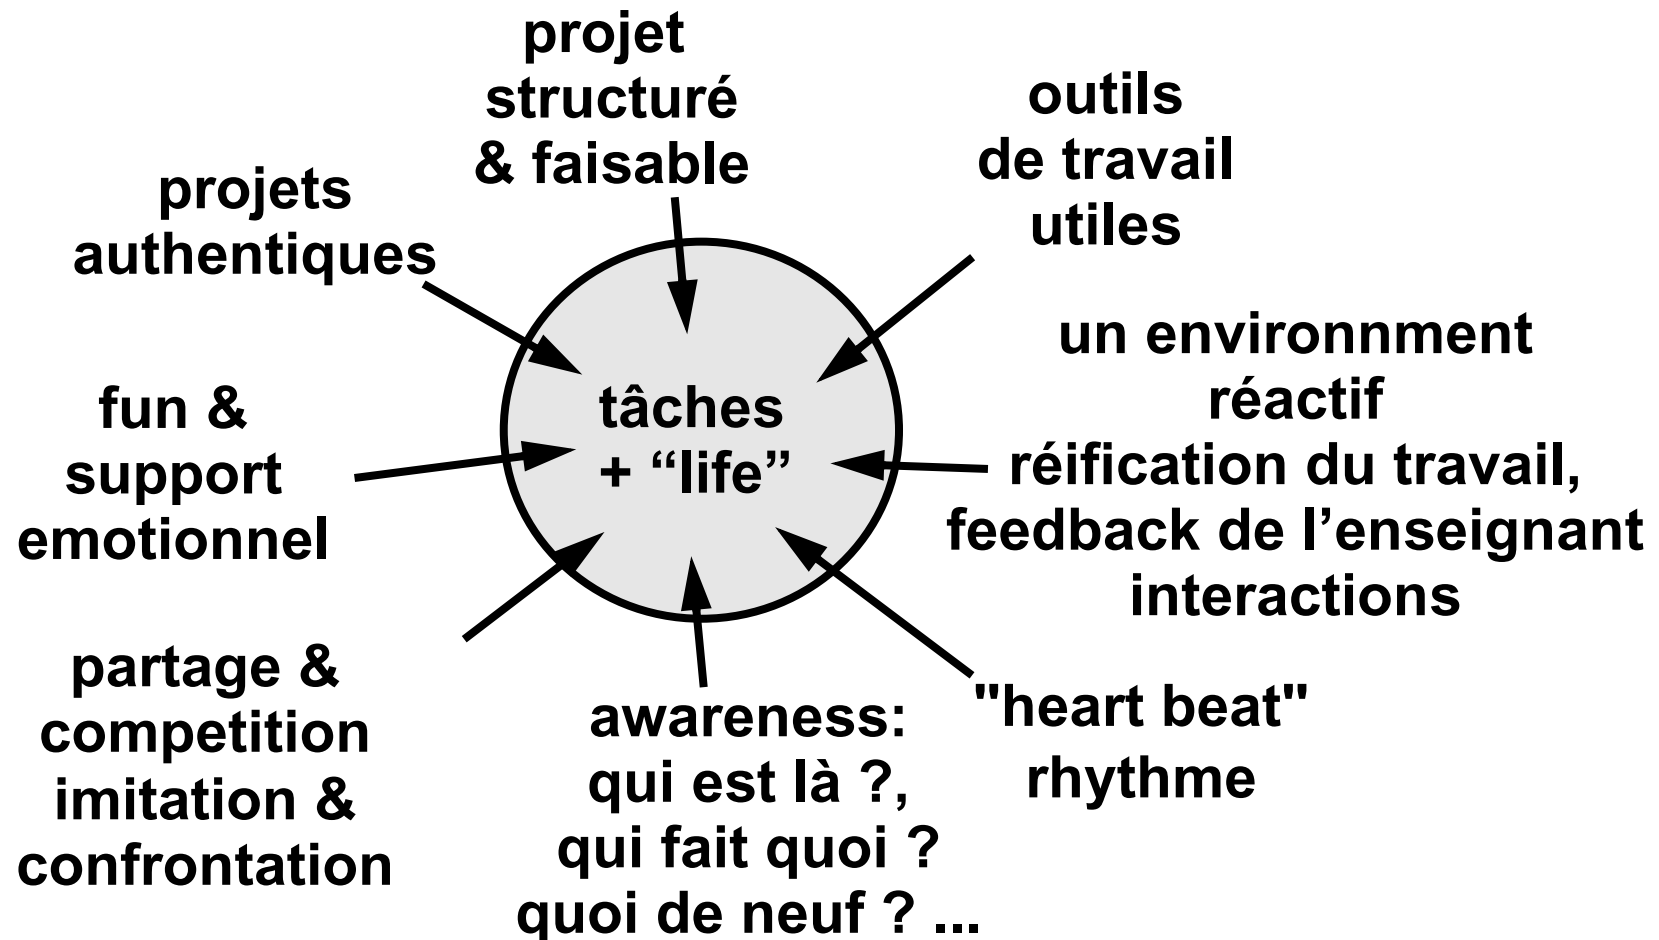 projet
structuré
& faisable
outils
de travail
utiles
projets
authentiques
un environnment
réactif
réification du travail,
feedback de l’enseignant
interactions
fun &
support
emotionnel
tâches
+ “life”
partage &
competition
imitation &
confrontation
awareness:
qui est là ?,
qui fait quoi ?
quoi de neuf ? ...
"heart beat"
rhythme